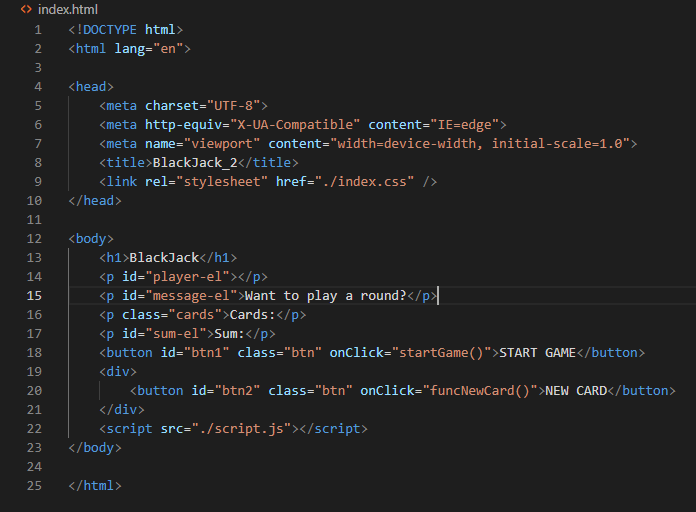 <> index.html
1 <!DOCTYPE html>
2 <html lang="en">
3
4 <head>
5     <meta charset="UTF-8">
6     <meta http-equiv="X-UA-Compatible" content="IE=edge">
7     <meta name="viewport" content="width=device-width, initial-scale=1.0">
8     <title>BlackJack_2</title>
9     <link rel="stylesheet" href="./index.css" />
10 </head>
11
12 <body>
13     <h1>BlackJack</h1>
14     <p id="player-el"></p>
15     <p id="message-el">Want to play a round?</p>
16     <p class="cards">Cards:</p>
17     <p id="sum-el">Sum:</p>
18     <button id="btn1" class="btn" onClick="startGame()">START GAME</button>
19     <div>
20         <button id="btn2" class="btn" onClick="funcNewCard()">NEW CARD</button>
21     </div>
22     <script src="./script.js"></script>
23 </body>
24
25 </html>